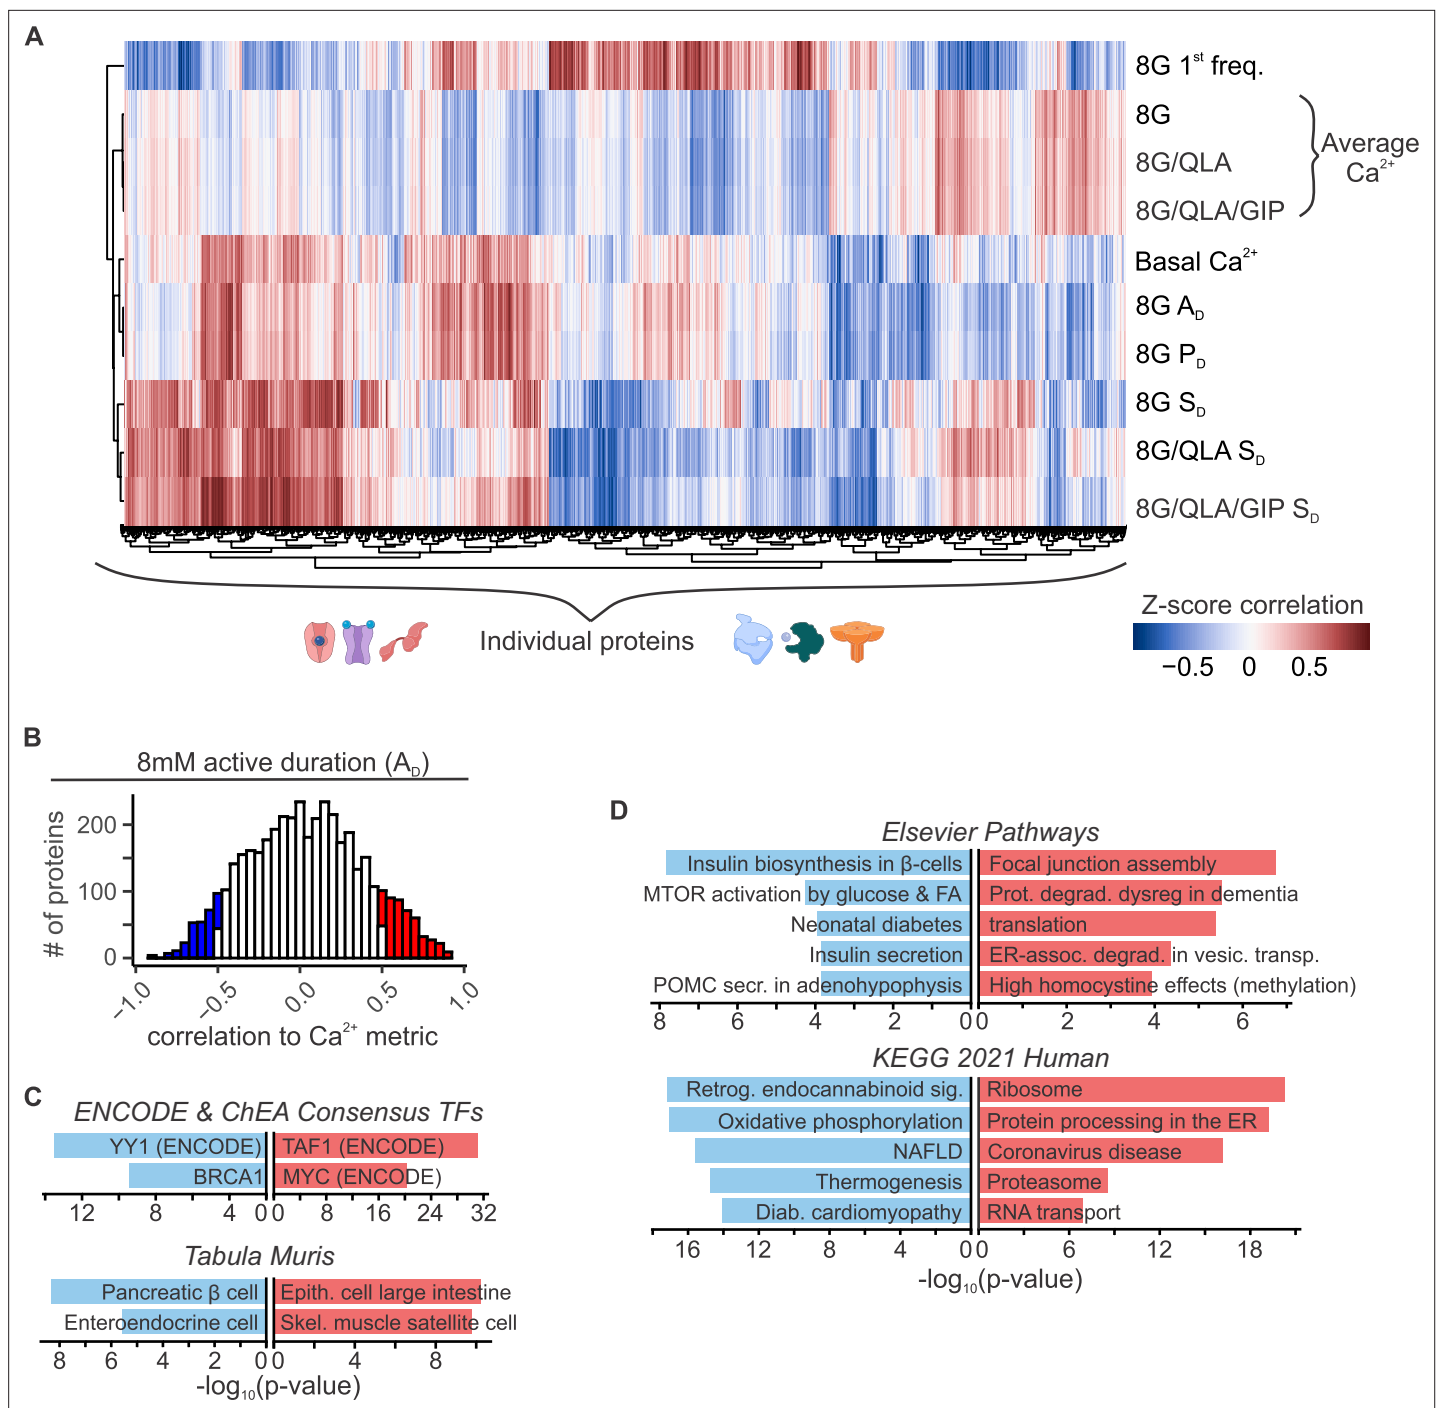 A
8G 1st freq.
8G
8G/QLA
8G/QLA/GIP
Average
Ca2+
Basal Ca2+
8G AD
8G PD
8G SD
8G/QLA SD
8G/QLA/GIP SD
Individual proteins
Z-score correlation
−0.5 0 0.5
B
8mM active duration (AD)
# of proteins
200
100
0
−1.0 −0.5 0.0 0.5 1.0
correlation to Ca2+ metric
C
ENCODE & ChEA Consensus TFs
YY1 (ENCODE) TAF1 (ENCODE)
BRCA1 MYC (ENCODE)
12 8 4 0 0 8 16 24 32
Tabula Muris
Pancreatic β cell Epith. cell large intestine
Enteroendocrine cell Skel. muscle satellite cell
8 6 4 2 0 0 4 8
-log10(p-value)
D
Elsevier Pathways
Insulin biosynthesis in β-cells Focal junction assembly
MTOR activation by glucose & FA Prot. degrad. dysreg in dementia
Neonatal diabetes translation
Insulin secretion ER-assoc. degrad. in vesic. transp.
POMC secr. in adenohypophysis High homocystine effects (methylation)
8 6 4 2 0 0 2 4 6
KEGG 2021 Human
Retrog. endocannabinoid sig. Ribosome
Oxidative phosphorylation Protein processing in the ER
NAFLD Coronavirus disease
Thermogenesis Proteasome
Diab. cardiomyopathy RNA transport
16 12 8 4 0 0 6 12 18
-log10(p-value)